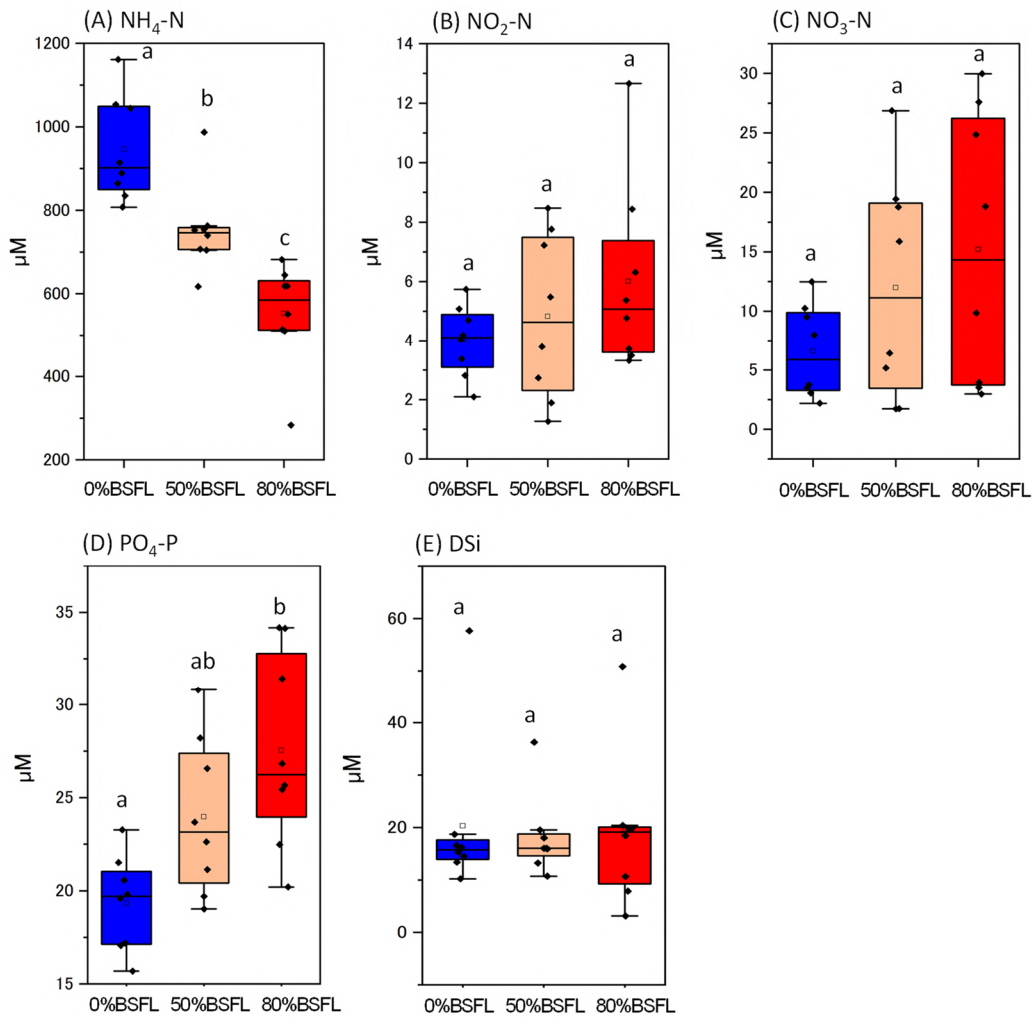 (A) NH₄-N
1200
1000
800
600
400
200
μM
a
b
c
0%BSFL 50%BSFL 80%BSFL
(B) NO₂-N
14
12
10
8
6
4
2
0
μM
a
a
a
0%BSFL 50%BSFL 80%BSFL
(C) NO₃-N
30
25
20
15
10
5
0
μM
a
a
a
0%BSFL 50%BSFL 80%BSFL
(D) PO₄-P
35
30
25
20
15
μM
a
ab
b
0%BSFL 50%BSFL 80%BSFL
(E) DSi
60
40
20
0
μM
a
a
a
0%BSFL 50%BSFL 80%BSFL